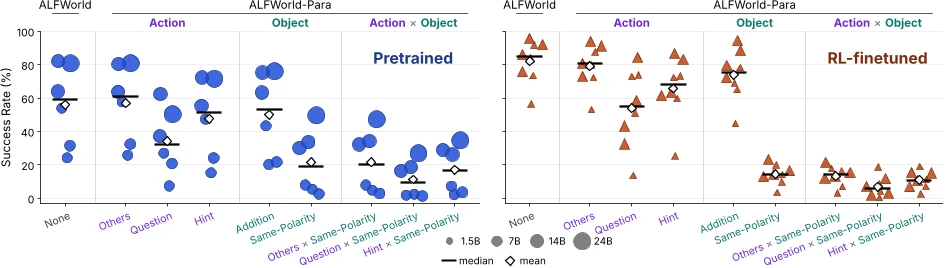 ALFWorld
ALFWorld-Para
ALFWorld
ALFWorld-Para
Action
Object
Action × Object
Action
Object
Action × Object
Success Rate (%)
100
80
60
40
20
0
Pretrained
RL-finetuned
None
Others
Question
Hint
Addition
Same-Polarity
Others × Same-Polarity
Question × Same-Polarity
Hint × Same-Polarity
None
Others
Question
Hint
Addition
Same-Polarity
Others × Same-Polarity
Question × Same-Polarity
Hint × Same-Polarity
1.5B
7B
14B
24B
median
mean